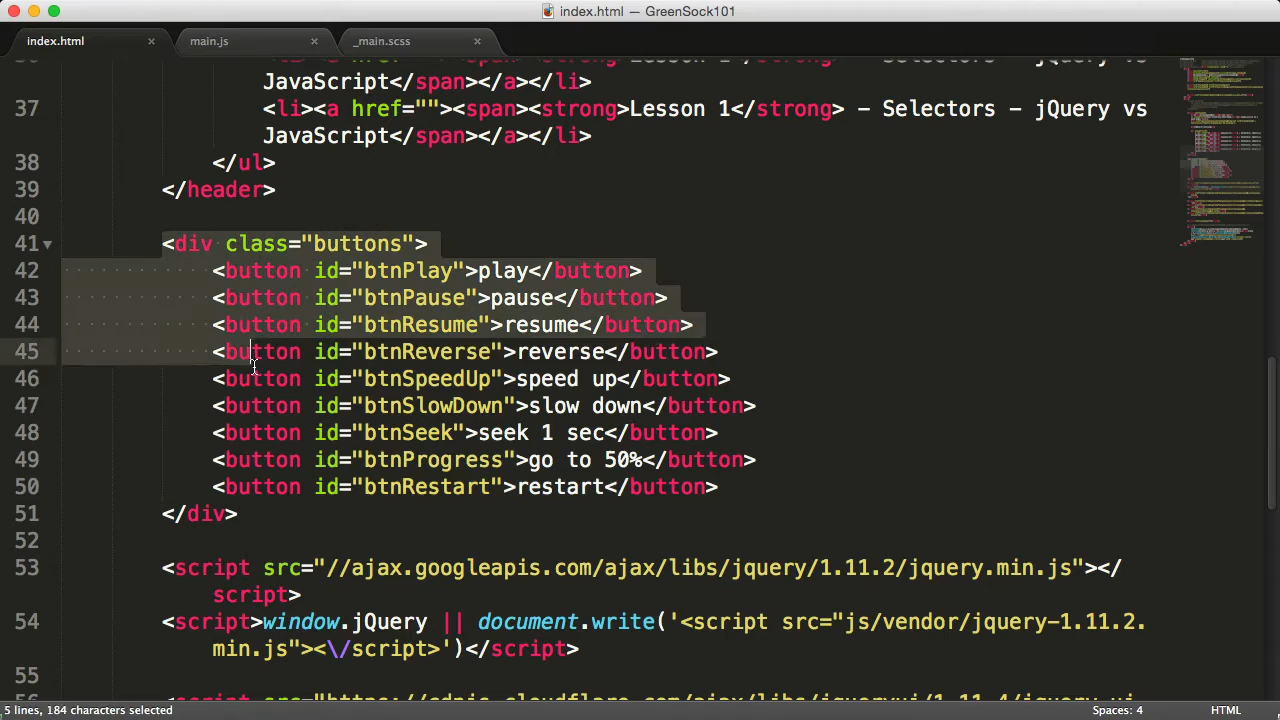 index.html — GreenSock101
index.html × main.js × _main.scss ×
JavaScript</span></a></li>
37 <li><a href=""><span><strong>Lesson 1</strong> - Selectors - jQuery vs
JavaScript</span></a></li>
38 </ul>
39 </header>
40
41 <div class="buttons">
42 <button id="btnPlay">play</button>
43 <button id="btnPause">pause</button>
44 <button id="btnResume">resume</button>
45 <button id="btnReverse">reverse</button>
46 <button id="btnSpeedUp">speed up</button>
47 <button id="btnSlowDown">slow down</button>
48 <button id="btnSeek">seek 1 sec</button>
49 <button id="btnProgress">go to 50%</button>
50 <button id="btnRestart">restart</button>
51 </div>
52
53 <script src="//ajax.googleapis.com/ajax/libs/jquery/1.11.2/jquery.min.js"></
script>
54 <script>window.jQuery || document.write('<script src="js/vendor/jquery-1.11.2.
min.js"><\/script>')</script>
55
5 lines, 184 characters selected Spaces: 4 HTML